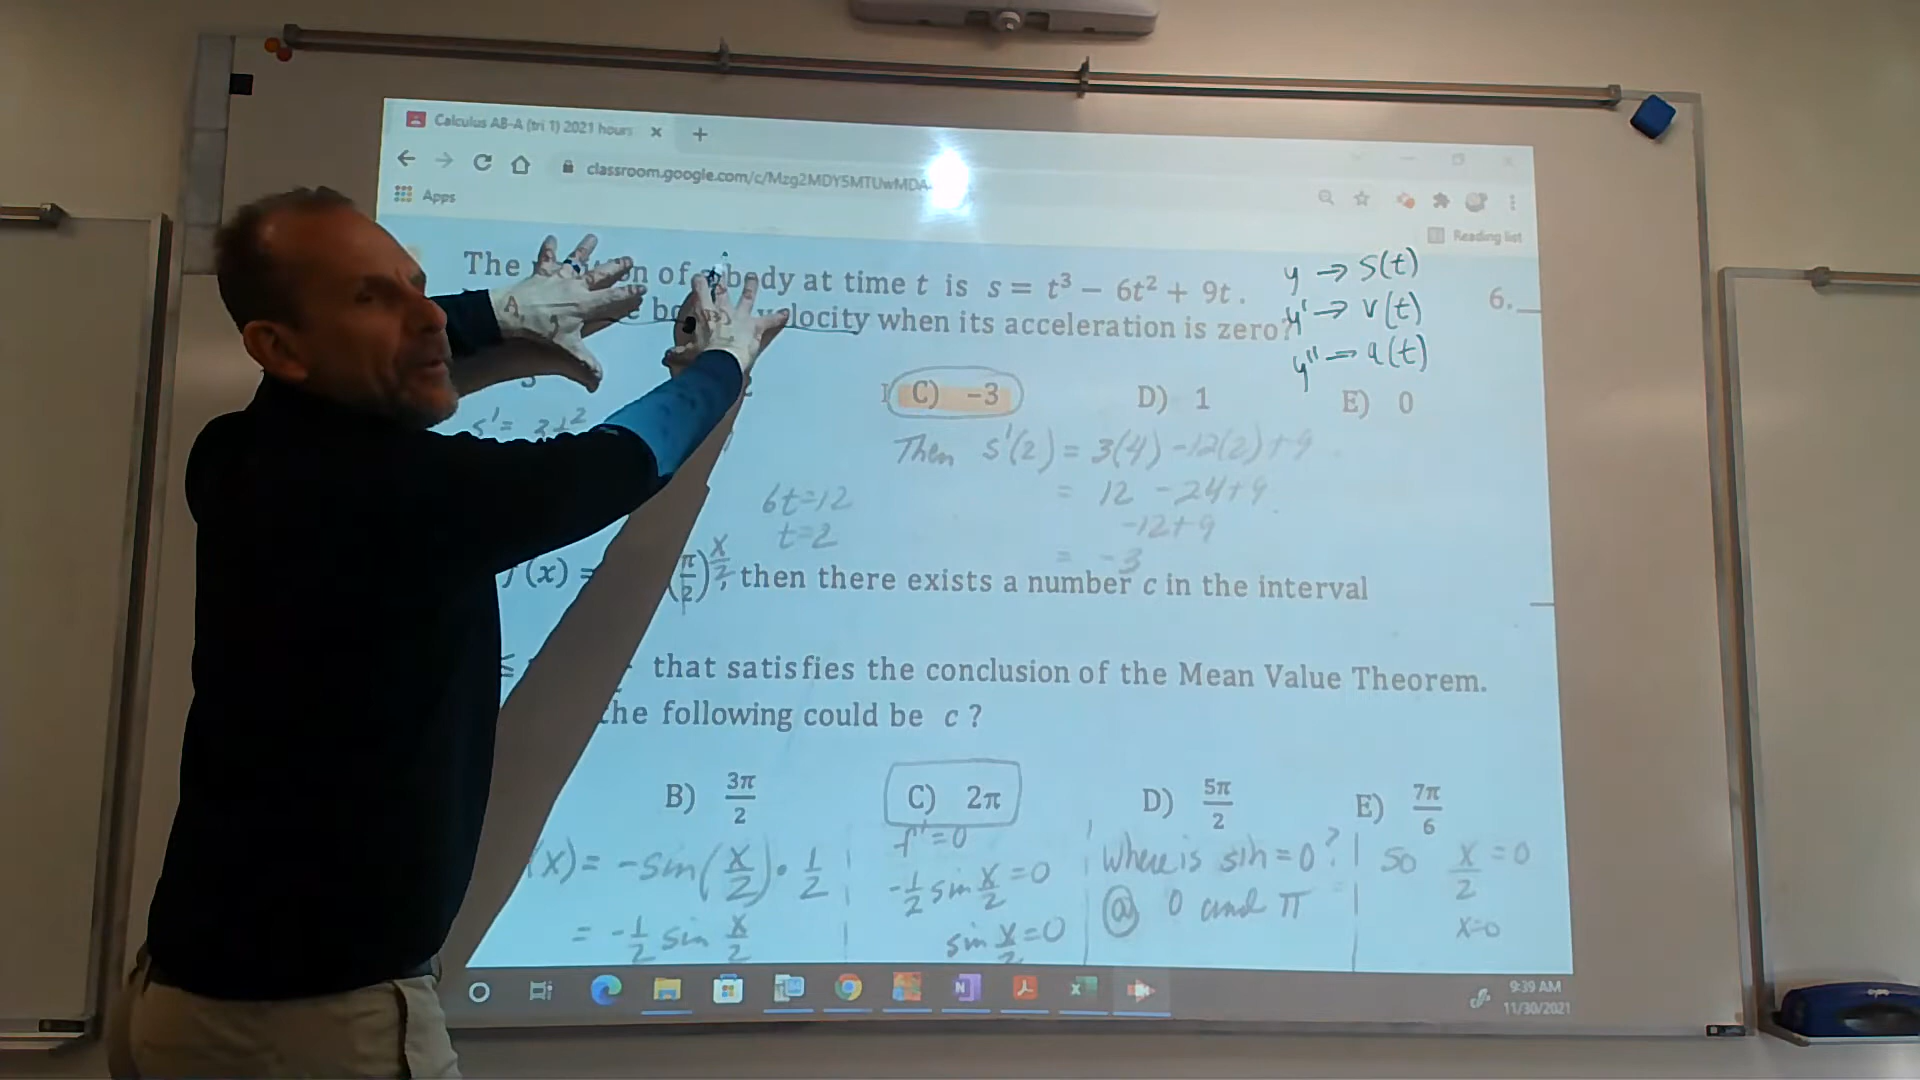 Calculus AB-A (tri 1) 2021 hours
classroom.google.com/c/Mzg2MDY5MTUwMDA
Apps
Reading list
The of body at time t is s = t³ − 6t² + 9t.
velocity when its acceleration is zero?
y → s(t)
y' → v(t)
y'' → a(t)
6.
C) −3 D) 1 E) 0
s' = 3t²
6t=12
t=2
Then s'(2) = 3(4) −12(2)+9
= 12 −24+9
−12+9
= −3
(x) = (π/2)^x/2, then there exists a number c in the interval
that satisfies the conclusion of the Mean Value Theorem.
the following could be c ?
B) 3π/2 C) 2π D) 5π/2 E) 7π/6
(x) = −sin(x/2)·1/2
= −1/2 sin x/2
f'=0
−1/2 sin x/2 =0
sin x/2 =0
Where is sin=0?
@ 0 and π
So x/2 =0
x=0
9:39 AM
11/30/2021